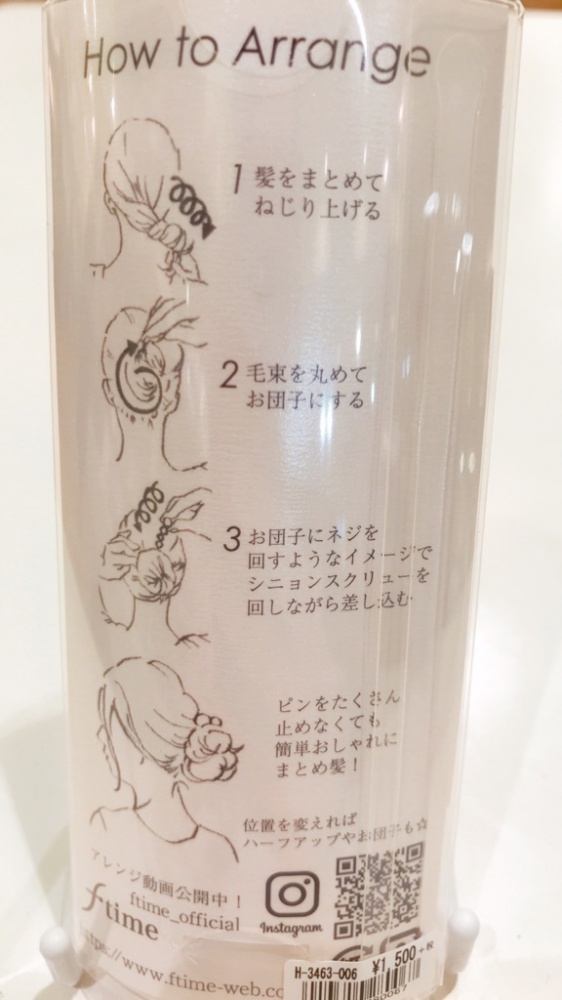 How to Arrange
1 髪をまとめて
ねじり上げる
2 毛束を丸めて
お団子にする
3 お団子にネジを
回すようなイメージで
シニョンスクリューを
回しながら差し込む
ピンをたくさん
止めなくても
簡単おしゃれに
まとめ髪！
位置を変えれば
ハーフアップやお団子も☆
アレンジ動画公開中！
ftime_official
ftime
Instagram
www.ftime-web.co
H-3463-006 ¥1,500+税